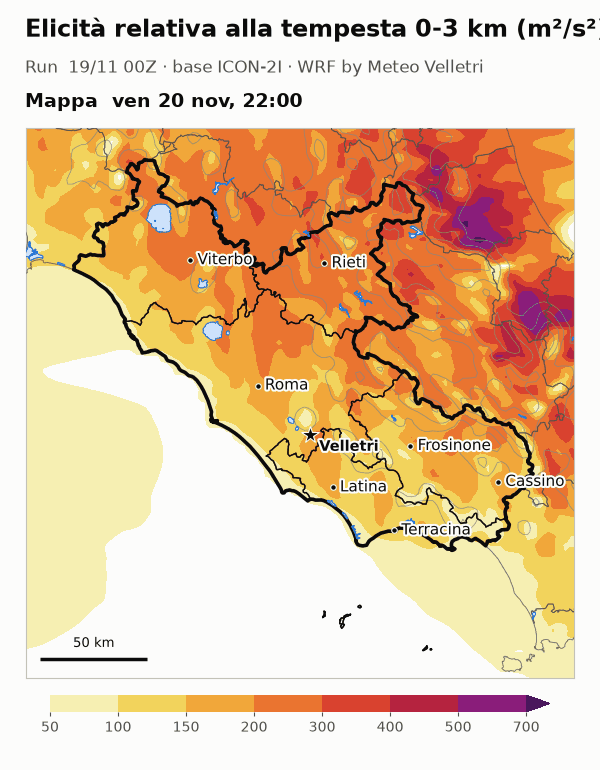 Elicità relativa alla tempesta 0-3 km (m²/s²)
Run 19/11 00Z · base ICON-2I · WRF by Meteo Velletri
Mappa ven 20 nov, 22:00
Viterbo
Rieti
Roma
Velletri
Frosinone
Latina
Cassino
Terracina
50 km
50 100 150 200 300 400 500 700